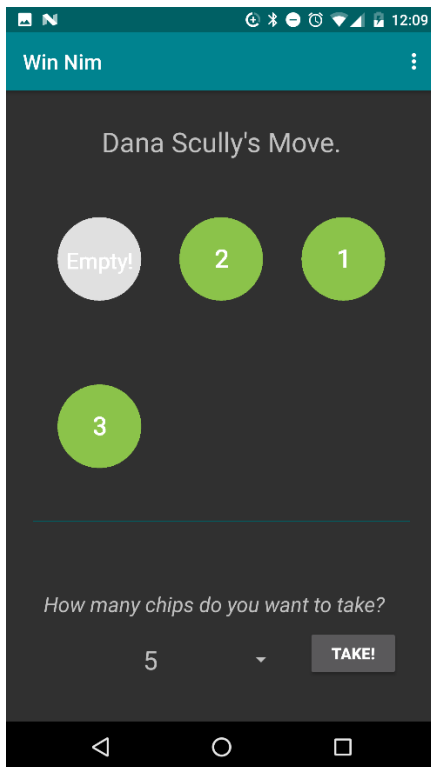 12:09
Win Nim
Dana Scully's Move.
Empty! 2 1
3
How many chips do you want to take?
5 TAKE!